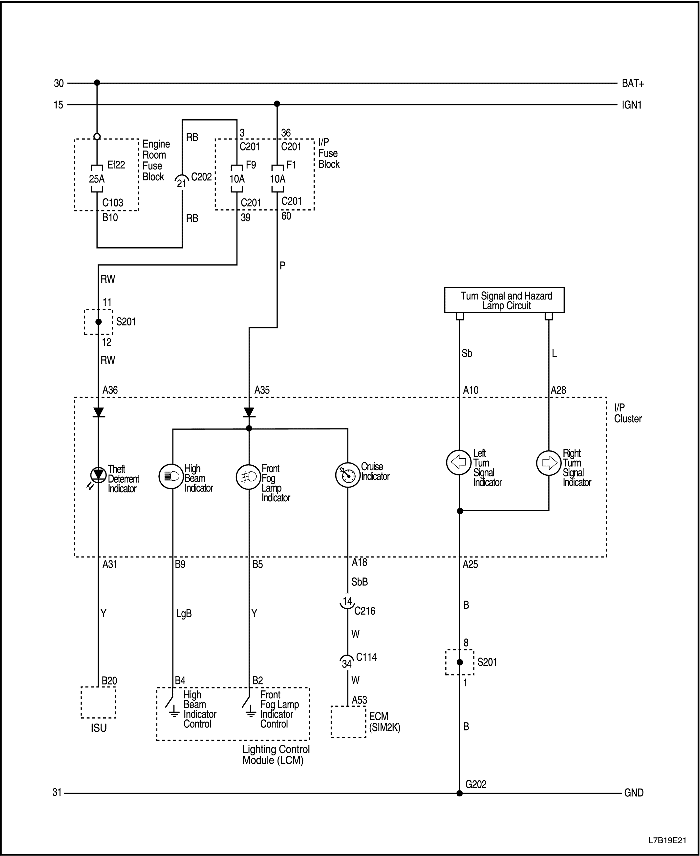 30
BAT+
15
IGN1
Engine
Room
Fuse
Block
EI22
25A
C103
B10
RB
21
C202
RB
3
C201
36
C201
I/P
Fuse
Block
F9
10A
F1
10A
C201
39
C201
60
RW
P
11
S201
12
RW
Turn Signal and Hazard
Lamp Circuit
Sb
L
A36
A35
A10
A28
I/P
Cluster
Theft
Deterrent
Indicator
High
Beam
Indicator
Front
Fog
Lamp
Indicator
Cruise
Indicator
Left
Turn
Signal
Indicator
Right
Turn
Signal
Indicator
A31
B9
B5
A18
A25
SbB
14
C216
Y
LgB
Y
W
B
C114
34
W
8
S201
1
B20
B4
B2
A53
ISU
High
Beam
Indicator
Control
Front
Fog Lamp
Indicator
Control
ECM
(SIM2K)
Lighting Control
Module (LCM)
B
G202
31
GND
L7B19E21